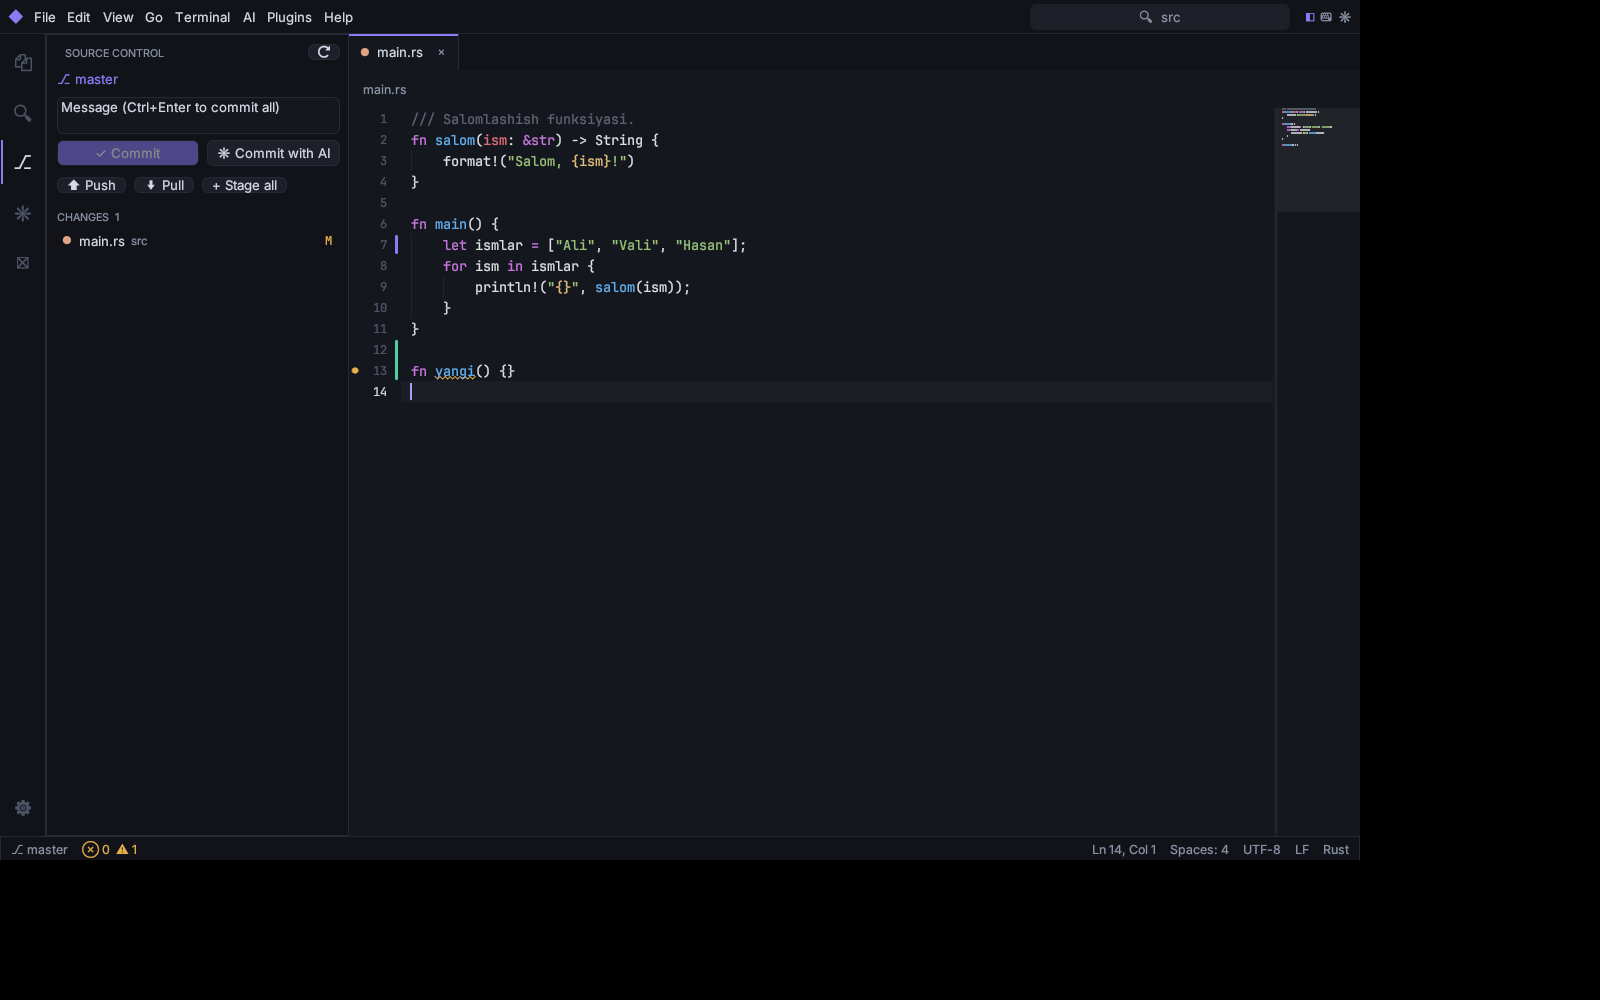 File Edit View Go Terminal AI Plugins Help
src
SOURCE CONTROL
master
Message (Ctrl+Enter to commit all)
✓ Commit
Commit with AI
Push
Pull
+ Stage all
CHANGES 1
main.rs src M
main.rs ×
main.rs
1 /// Salomlashish funksiyasi.
2 fn salom(ism: &str) -> String {
3     format!("Salom, {ism}!")
4 }
5
6 fn main() {
7     let ismlar = ["Ali", "Vali", "Hasan"];
8     for ism in ismlar {
9         println!("{}", salom(ism));
10     }
11 }
12
13 fn yangi() {}
14
master 0 1
Ln 14, Col 1 Spaces: 4 UTF-8 LF Rust